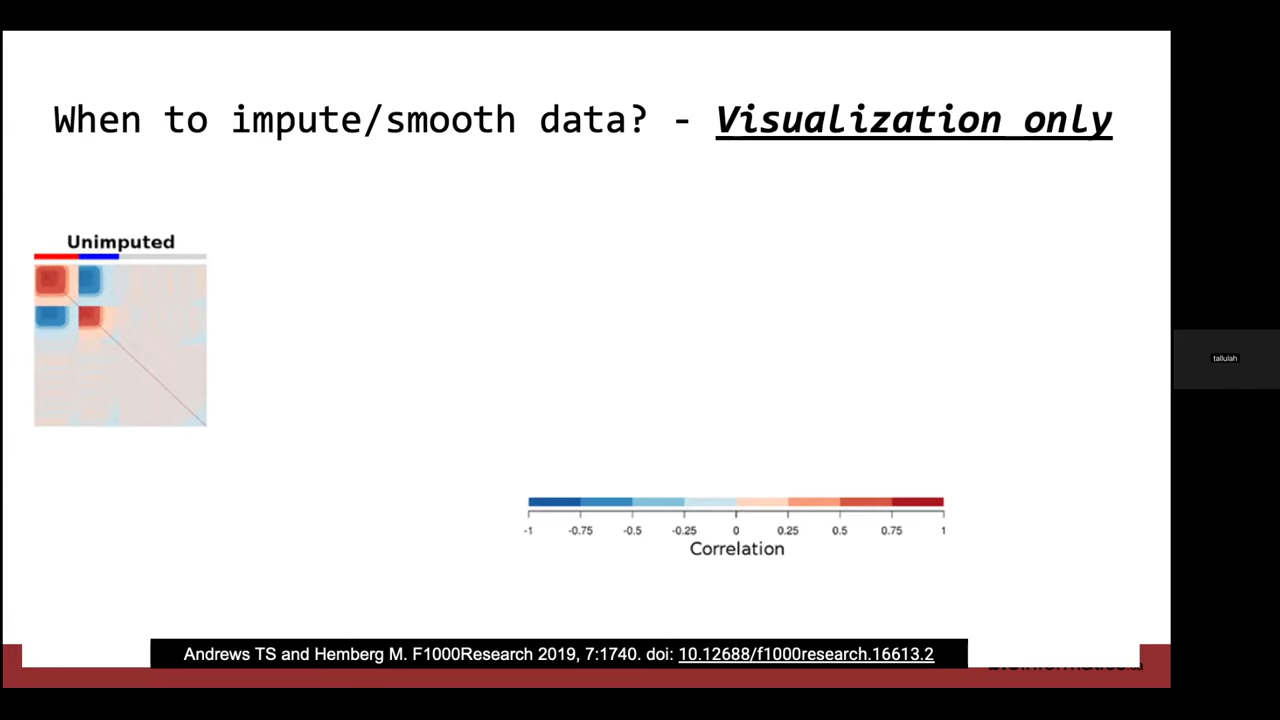 When to impute/smooth data? - Visualization only
Unimputed
tallulah
-1 -0.75 -0.5 -0.25 0 0.25 0.5 0.75 1
Correlation
Andrews TS and Hemberg M. F1000Research 2019, 7:1740. doi: 10.12688/f1000research.16613.2